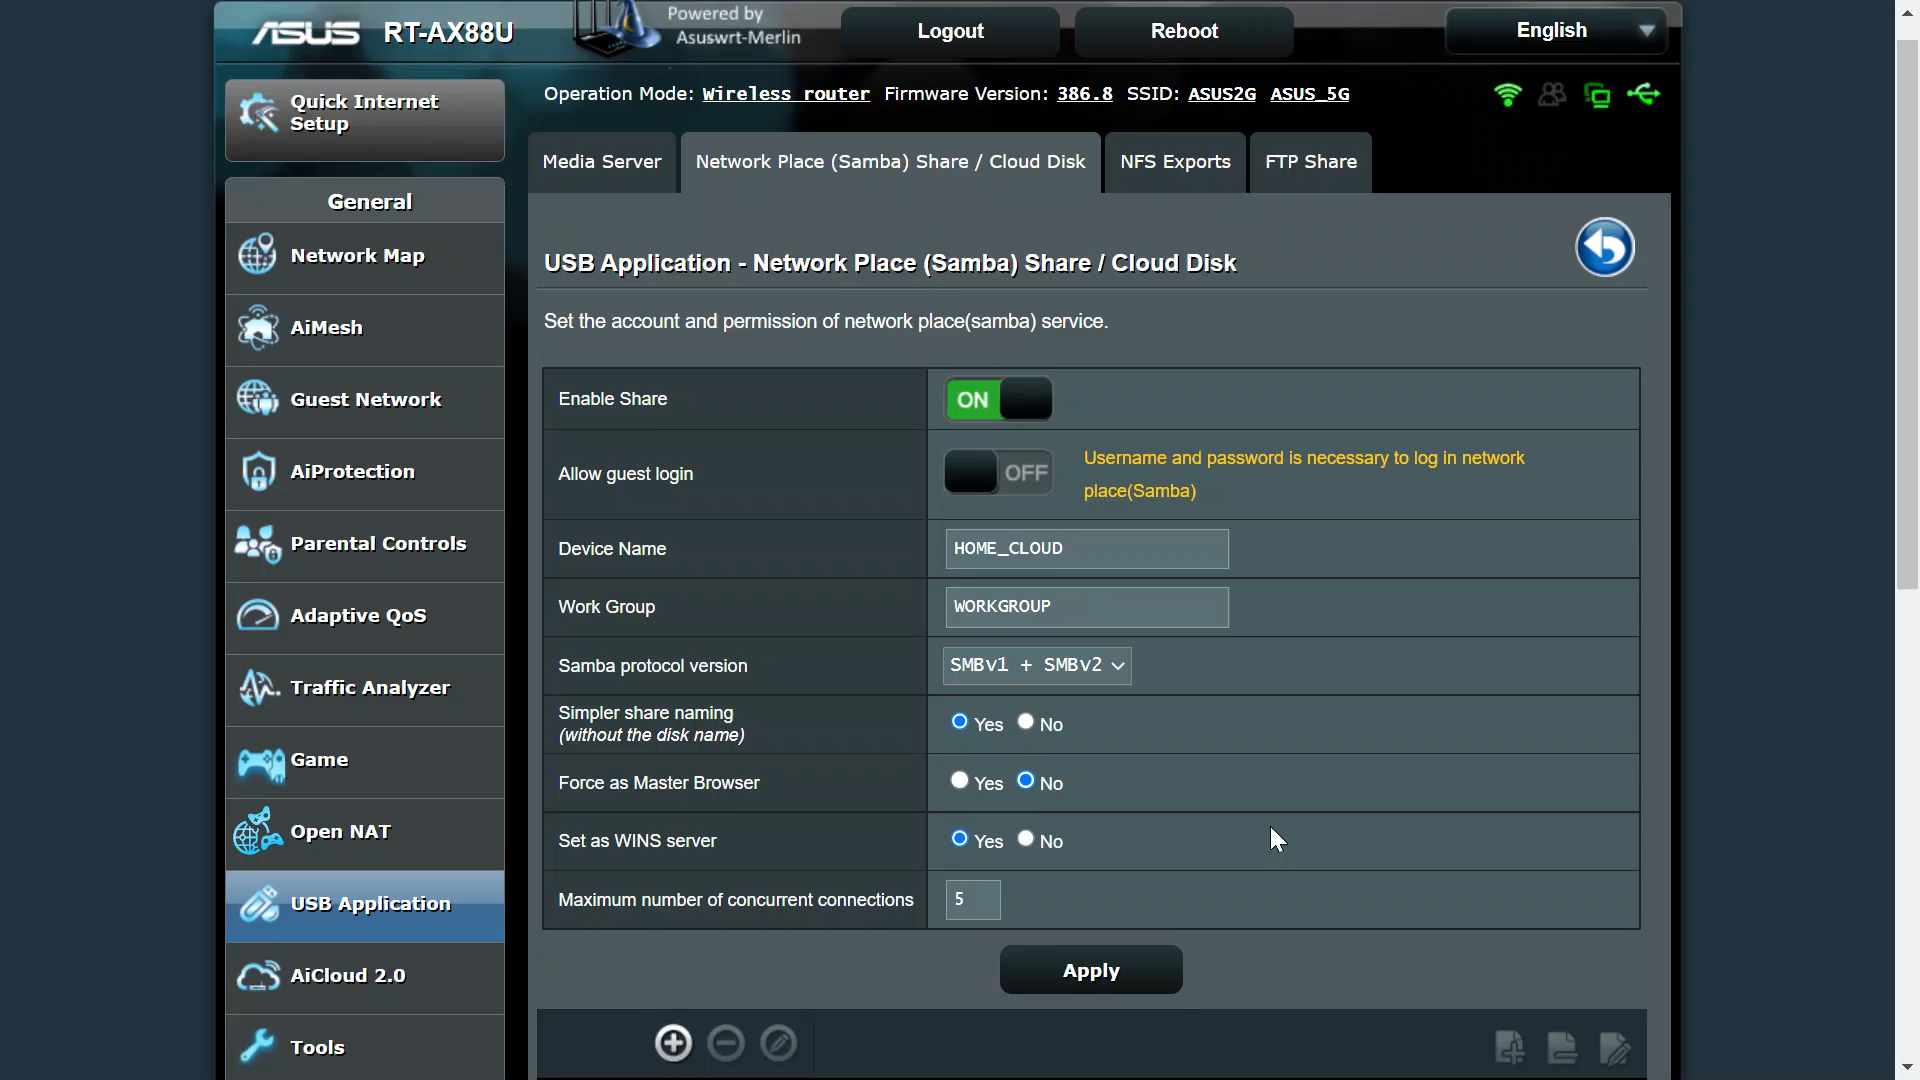 ASUS RT-AX88U
Powered by
Asuswrt-Merlin
Logout
Reboot
English
Quick Internet
Setup
Operation Mode: Wireless router Firmware Version: 386.8 SSID: ASUS2G ASUS_5G
Media Server
Network Place (Samba) Share / Cloud Disk
NFS Exports
FTP Share
General
Network Map
AiMesh
Guest Network
AiProtection
Parental Controls
Adaptive QoS
Traffic Analyzer
Game
Open NAT
USB Application
AiCloud 2.0
Tools
USB Application - Network Place (Samba) Share / Cloud Disk
Set the account and permission of network place(samba) service.
Enable Share
ON
Allow guest login
OFF
Username and password is necessary to log in network
place(Samba)
Device Name
HOME_CLOUD
Work Group
WORKGROUP
Samba protocol version
SMBv1 + SMBv2
Simpler share naming
(without the disk name)
Yes No
Force as Master Browser
Yes No
Set as WINS server
Yes No
Maximum number of concurrent connections
5
Apply